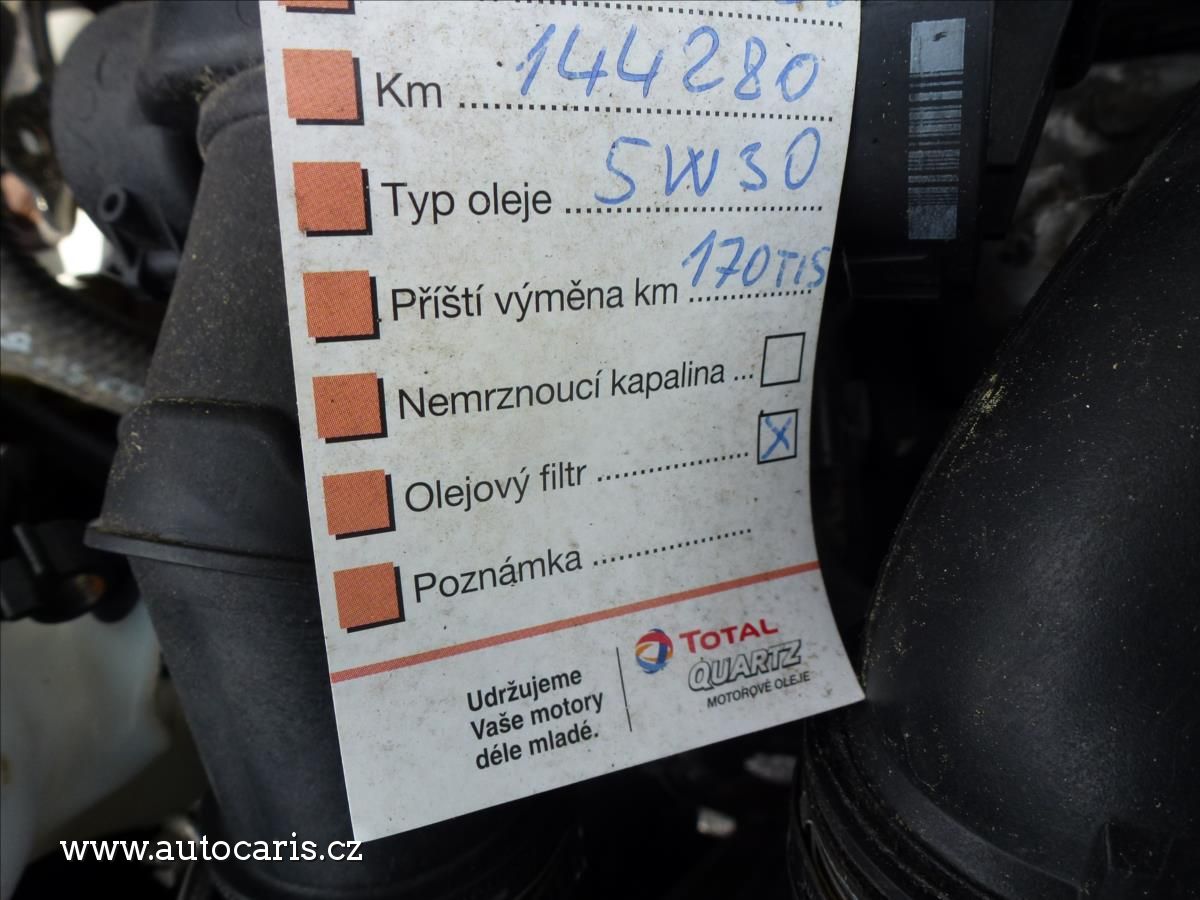 Km 144280
Typ oleje 5W30
Příští výměna km 170TIS
Nemrznoucí kapalina ...
Olejový filtr .................... X
Poznámka .....................
Udržujeme
Vaše motory
déle mladé.
TOTAL
QUARTZ
MOTOROVÉ OLEJE
www.autocaris.cz